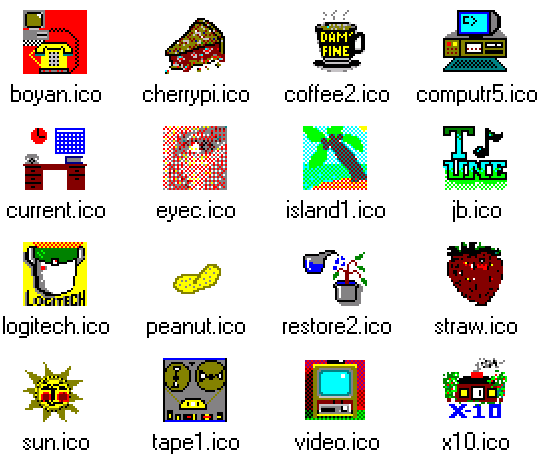 DAM
FINE
C>
boyan.ico cherrypi.ico coffee2.ico computr5.ico
TUNE
current.ico eyec.ico island1.ico jb.ico
LOGITECH
logitech.ico peanut.ico restore2.ico straw.ico
X-10
sun.ico tape1.ico video.ico x10.ico